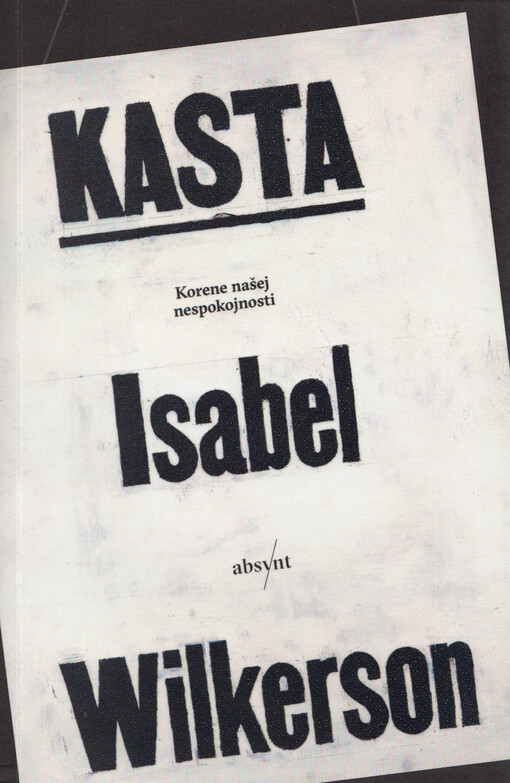 KASTA
Korene našej
nespokojnosti
Isabel
absynt
Wilkerson